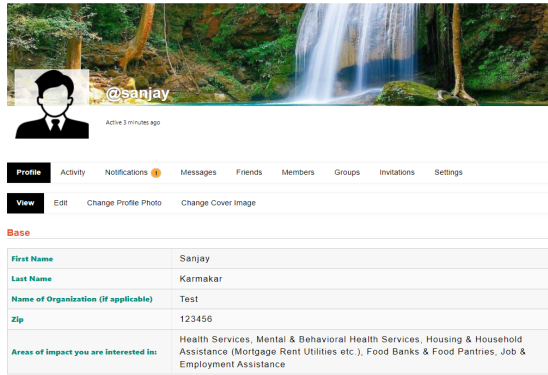 @sanjay
Active 3 minutes ago
Profile Activity Notifications 1 Messages Friends Members Groups Invitations Settings
View Edit Change Profile Photo Change Cover Image
Base
First Name Sanjay
Last Name Karmakar
Name of Organization (if applicable) Test
Zip 123456
Areas of impact you are interested in: Health Services, Mental & Behavioral Health Services, Housing & Household
Assistance (Mortgage Rent Utilities etc.), Food Banks & Food Pantries, Job &
Employment Assistance